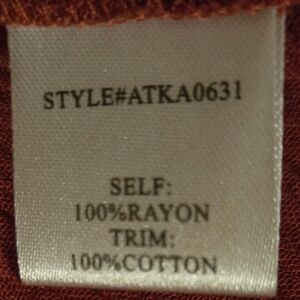 STYLE#ATKA0631
SELF:
100%RAYON
TRIM:
100%COTTON